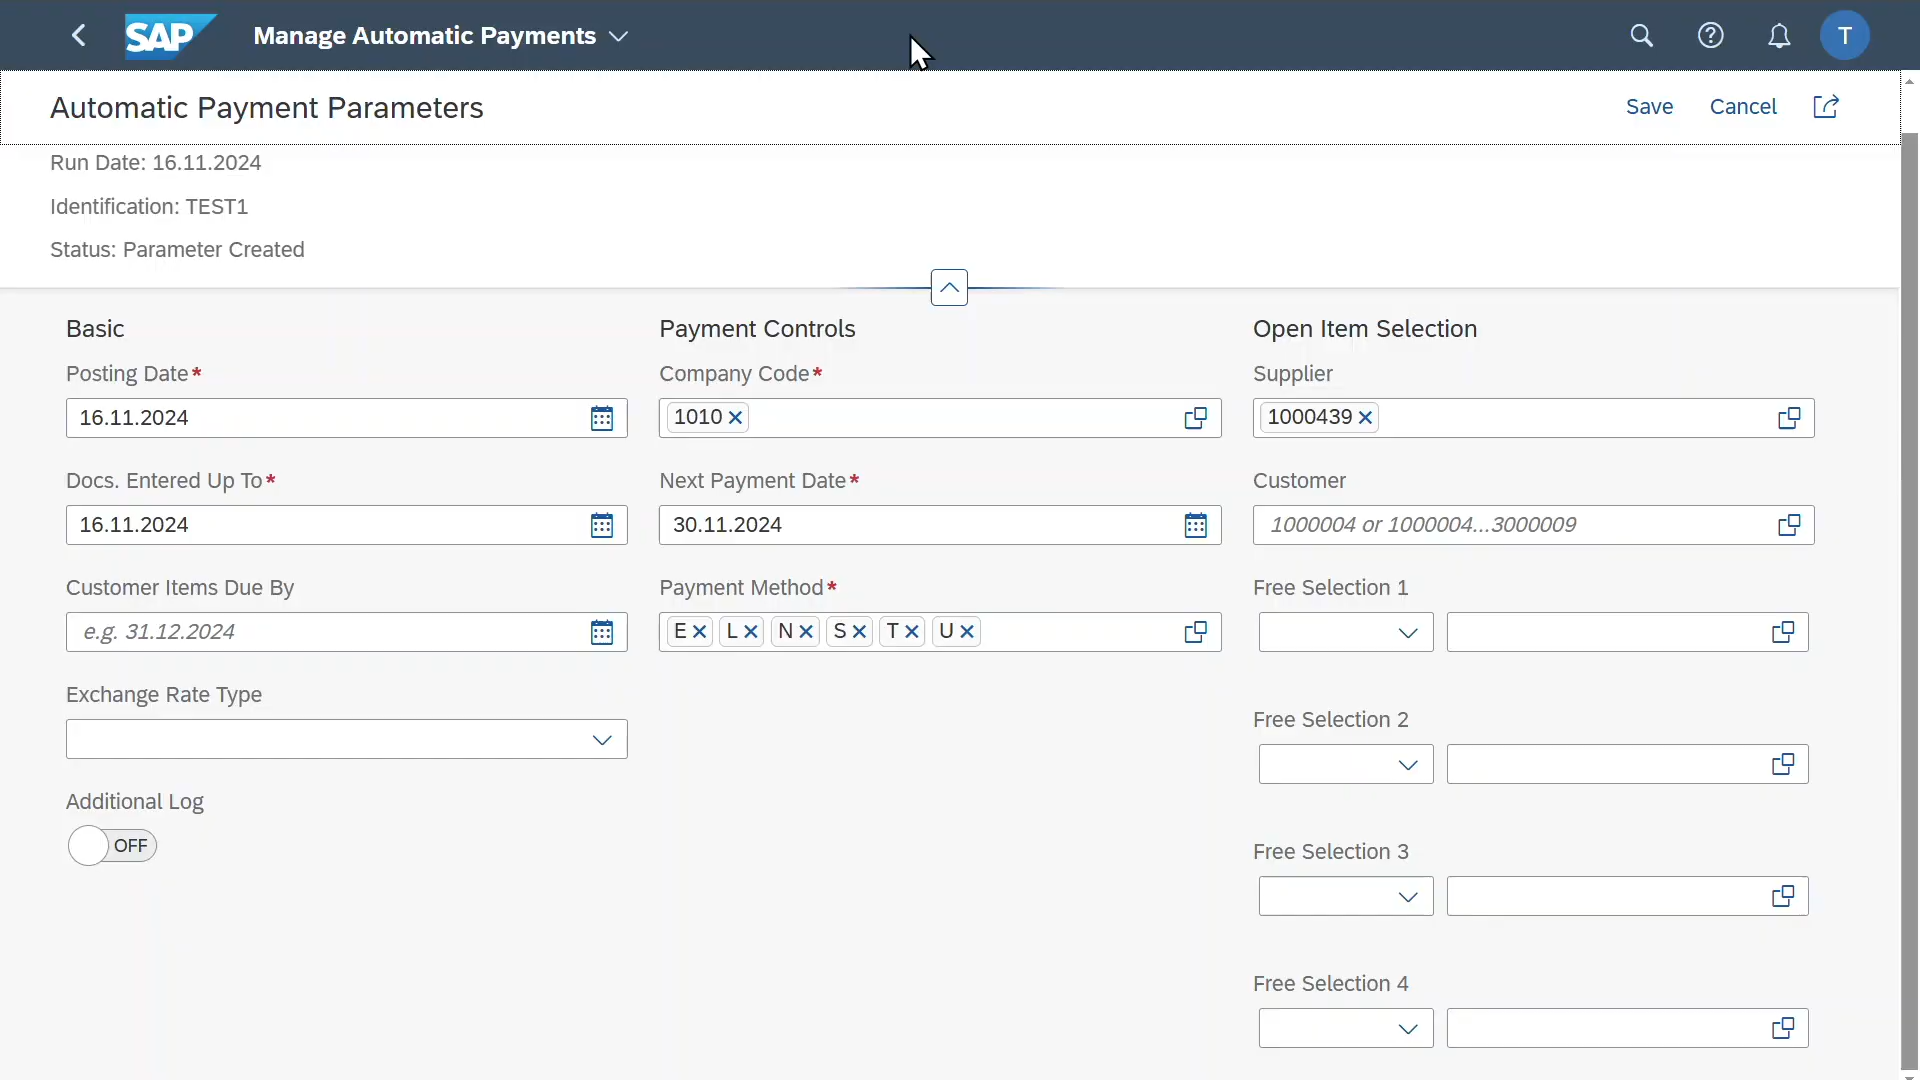 SAP
Manage Automatic Payments
T
Automatic Payment Parameters
Save
Cancel
Run Date: 16.11.2024
Identification: TEST1
Status: Parameter Created
Basic
Posting Date*
16.11.2024
Docs. Entered Up To*
16.11.2024
Customer Items Due By
e.g. 31.12.2024
Exchange Rate Type
Additional Log
OFF
Payment Controls
Company Code*
1010
Next Payment Date*
30.11.2024
Payment Method*
E L N S T U
Open Item Selection
Supplier
1000439
Customer
1000004 or 1000004...3000009
Free Selection 1
Free Selection 2
Free Selection 3
Free Selection 4